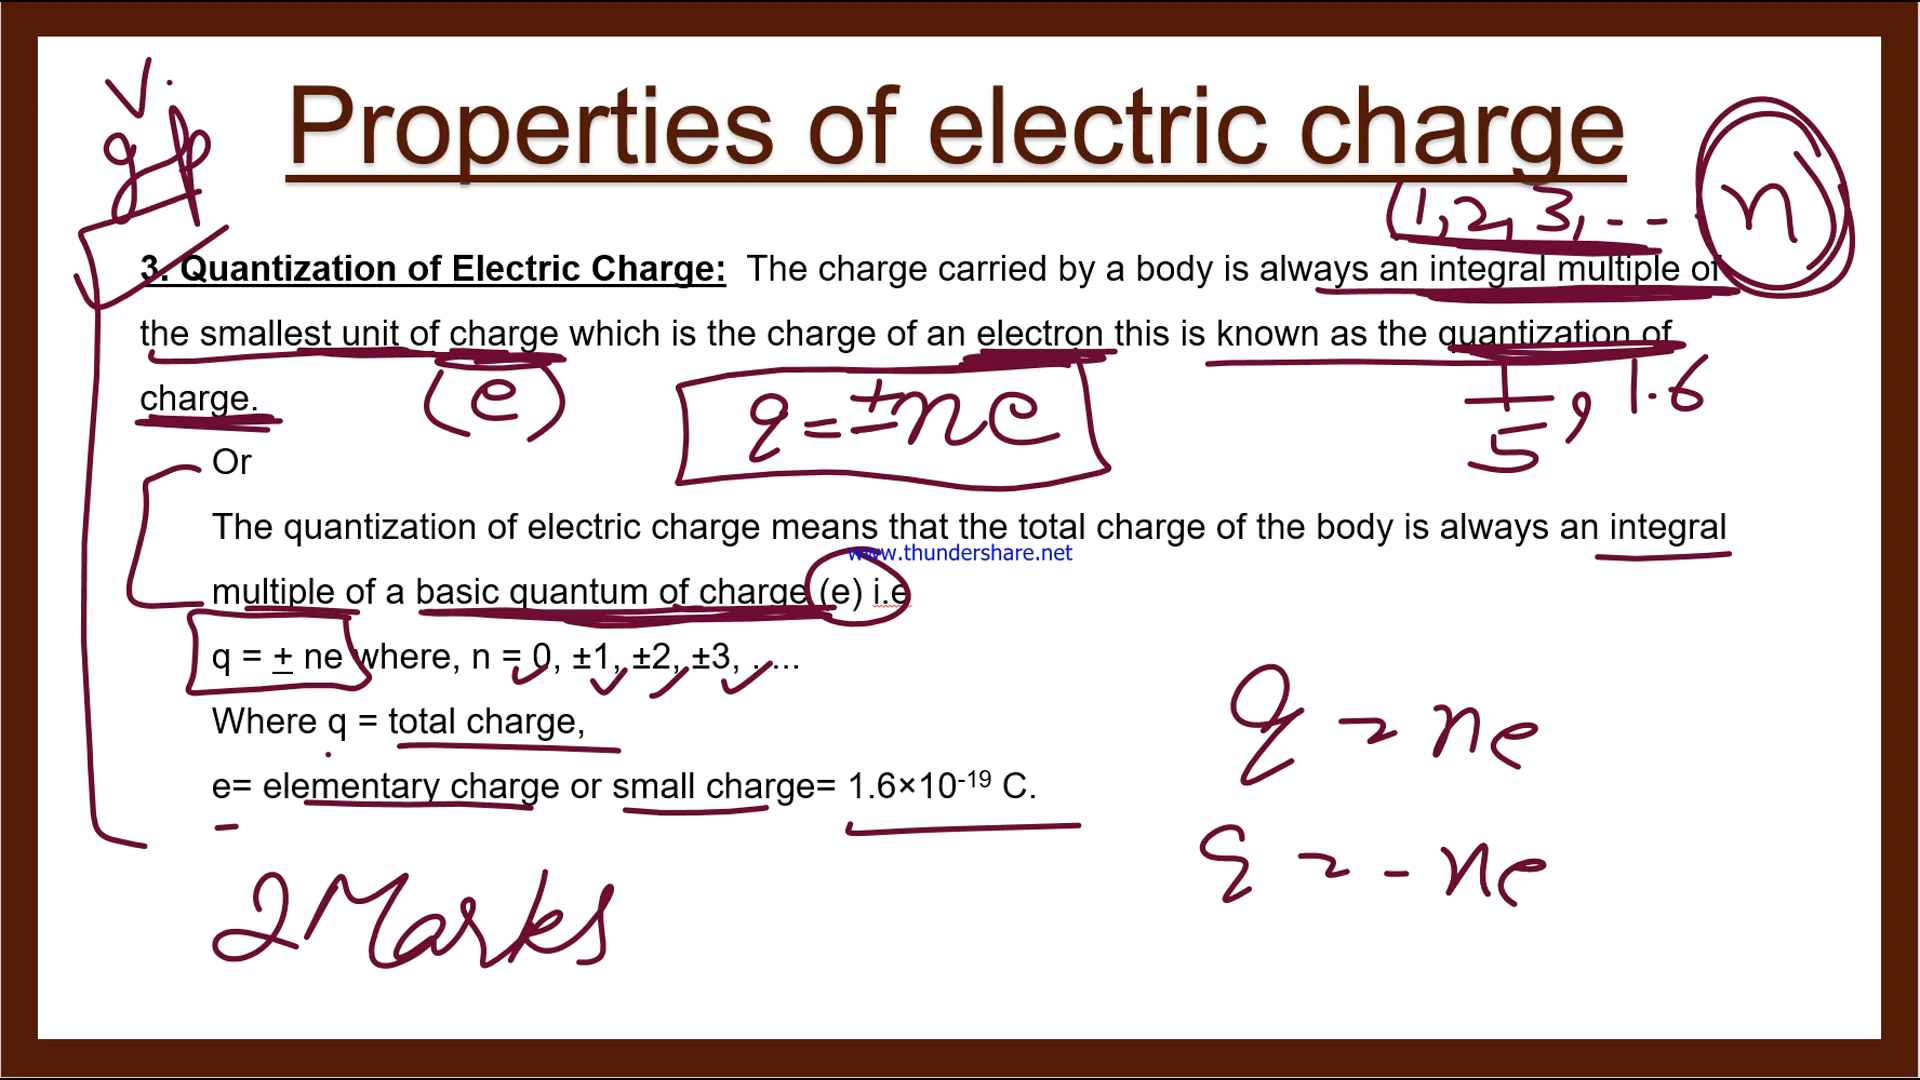 V.
Properties of electric charge
(1,2,3,--
n
3. Quantization of Electric Charge: The charge carried by a body is always an integral multiple of
the smallest unit of charge which is the charge of an electron this is known as the quantization of
charge.
(e)
q=±ne
1/5, 1.6
Or
The quantization of electric charge means that the total charge of the body is always an integral
www.thundershare.net
multiple of a basic quantum of charge (e) i.e
q = ± ne where, n = 0, ±1, ±2, ±3, .....
Where q = total charge,
q = ne
e= elementary charge or small charge= 1.6×10-19 C.
q = - ne
2 Marks